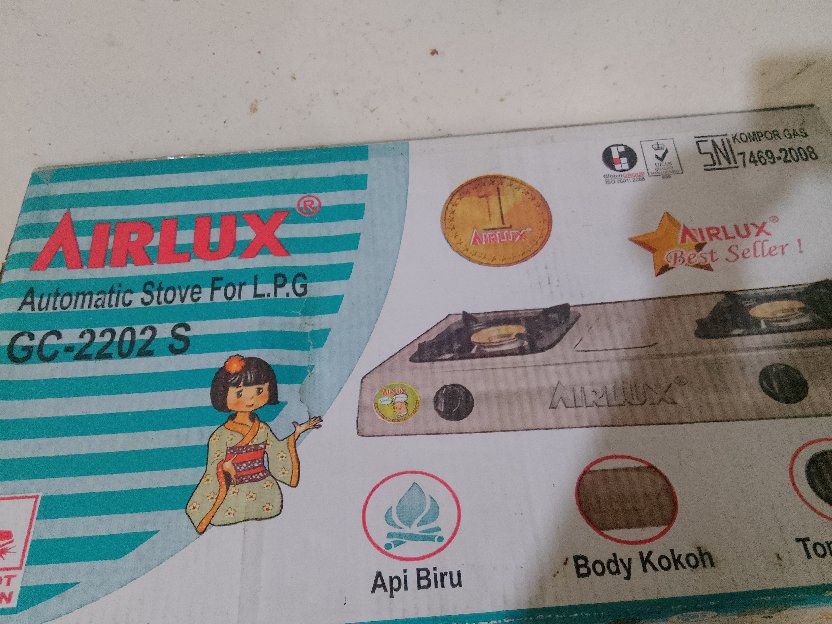 AIRLUX®
Automatic Stove For L.P.G
GC-2202 S
1
AIRLUX
SNI
KOMPOR GAS
7469-2008
AIRLUX®
Best Seller !
AIRLUX®
Api Biru
Body Kokoh